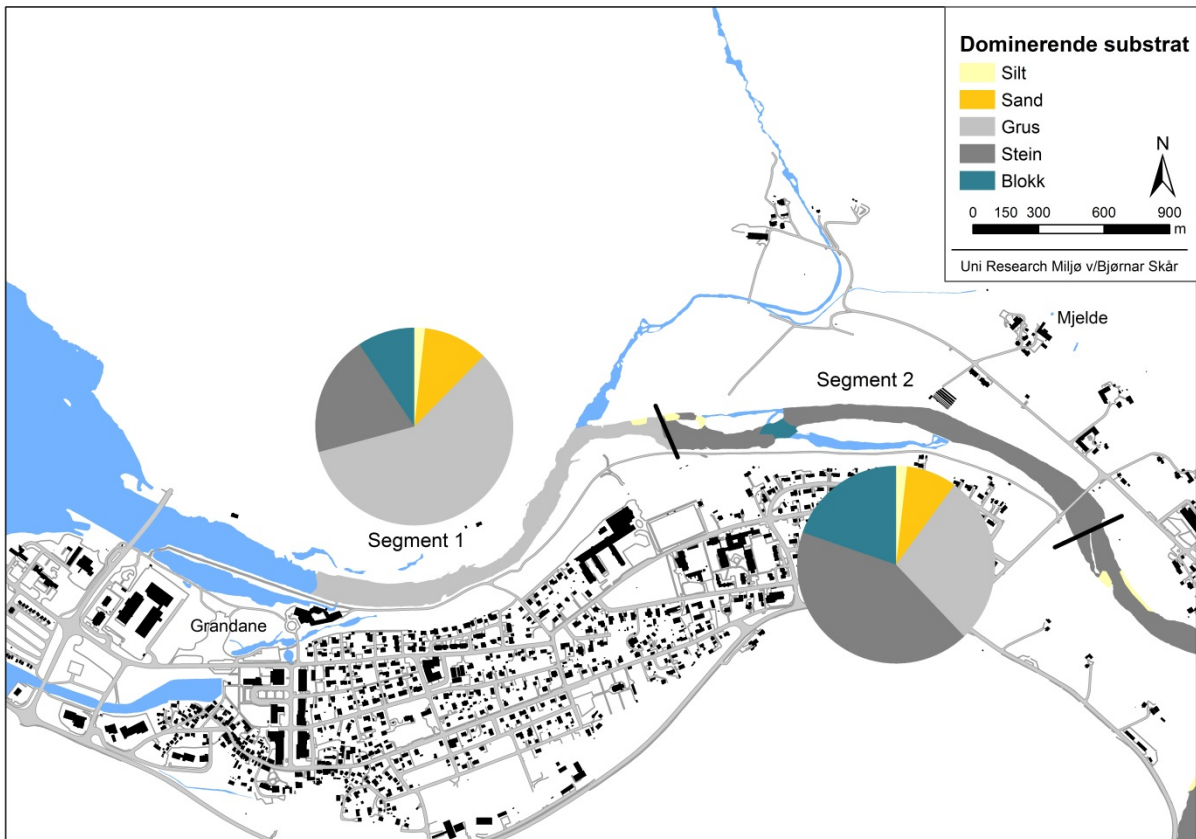 Dominerende substrat
Silt
Sand
Grus
Stein
Blokk
N
0 150 300 600 900
m
Uni Research Miljø v/Bjørnar Skår
Mjelde
Segment 2
Segment 1
Grandane